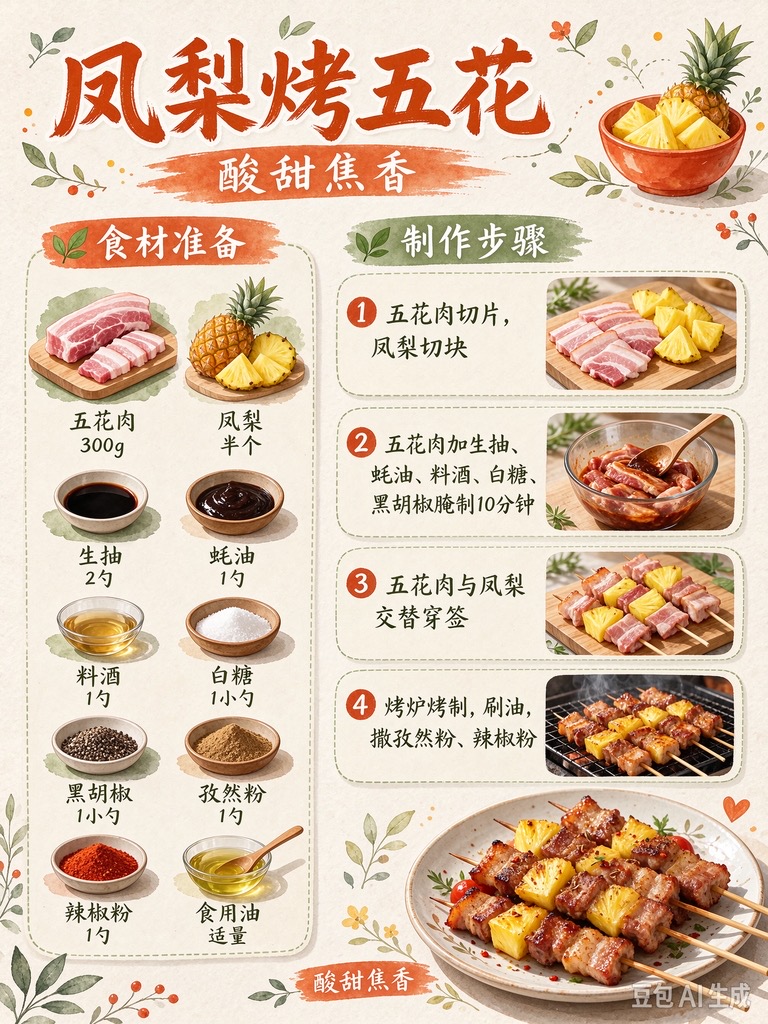 凤梨烤五花
酸甜焦香
食材准备
五花肉
300g
凤梨
半个
生抽
2勺
蚝油
1勺
料酒
1勺
白糖
1小勺
黑胡椒
1小勺
孜然粉
1勺
辣椒粉
1勺
食用油
适量
制作步骤
1 五花肉切片，
凤梨切块
2 五花肉加生抽、
蚝油、料酒、白糖、
黑胡椒腌制10分钟
3 五花肉与凤梨
交替穿签
4 烤炉烤制，刷油，
撒孜然粉、辣椒粉
酸甜焦香
豆包AI生成